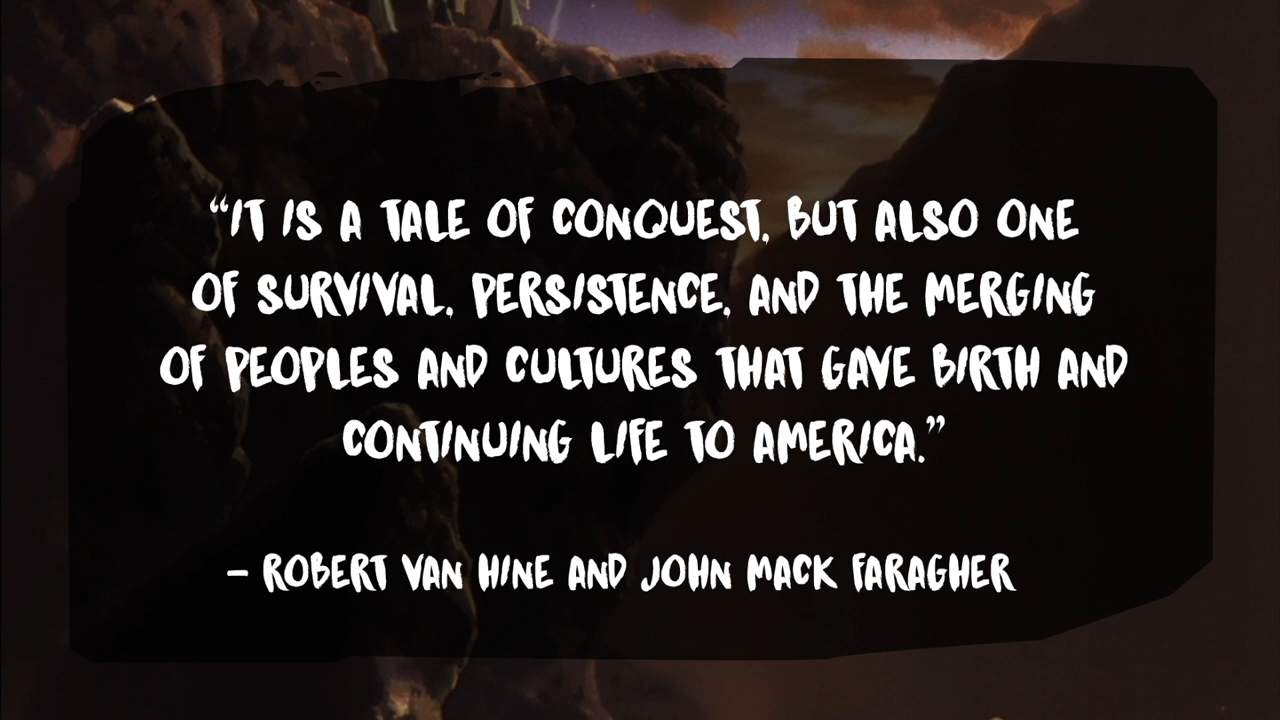 “IT IS A TALE OF CONQUEST, BUT ALSO ONE
OF SURVIVAL, PERSISTENCE, AND THE MERGING
OF PEOPLES AND CULTURES THAT GAVE BIRTH AND
CONTINUING LIFE TO AMERICA.”
– ROBERT VAN HINE AND JOHN MACK FARAGHER